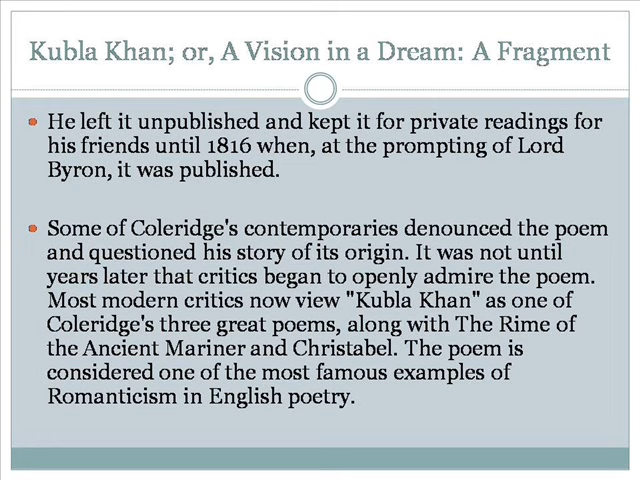 Kubla Khan; or, A Vision in a Dream: A Fragment
He left it unpublished and kept it for private readings for
his friends until 1816 when, at the prompting of Lord
Byron, it was published.
Some of Coleridge's contemporaries denounced the poem
and questioned his story of its origin. It was not until
years later that critics began to openly admire the poem.
Most modern critics now view "Kubla Khan" as one of
Coleridge's three great poems, along with The Rime of
the Ancient Mariner and Christabel. The poem is
considered one of the most famous examples of
Romanticism in English poetry.